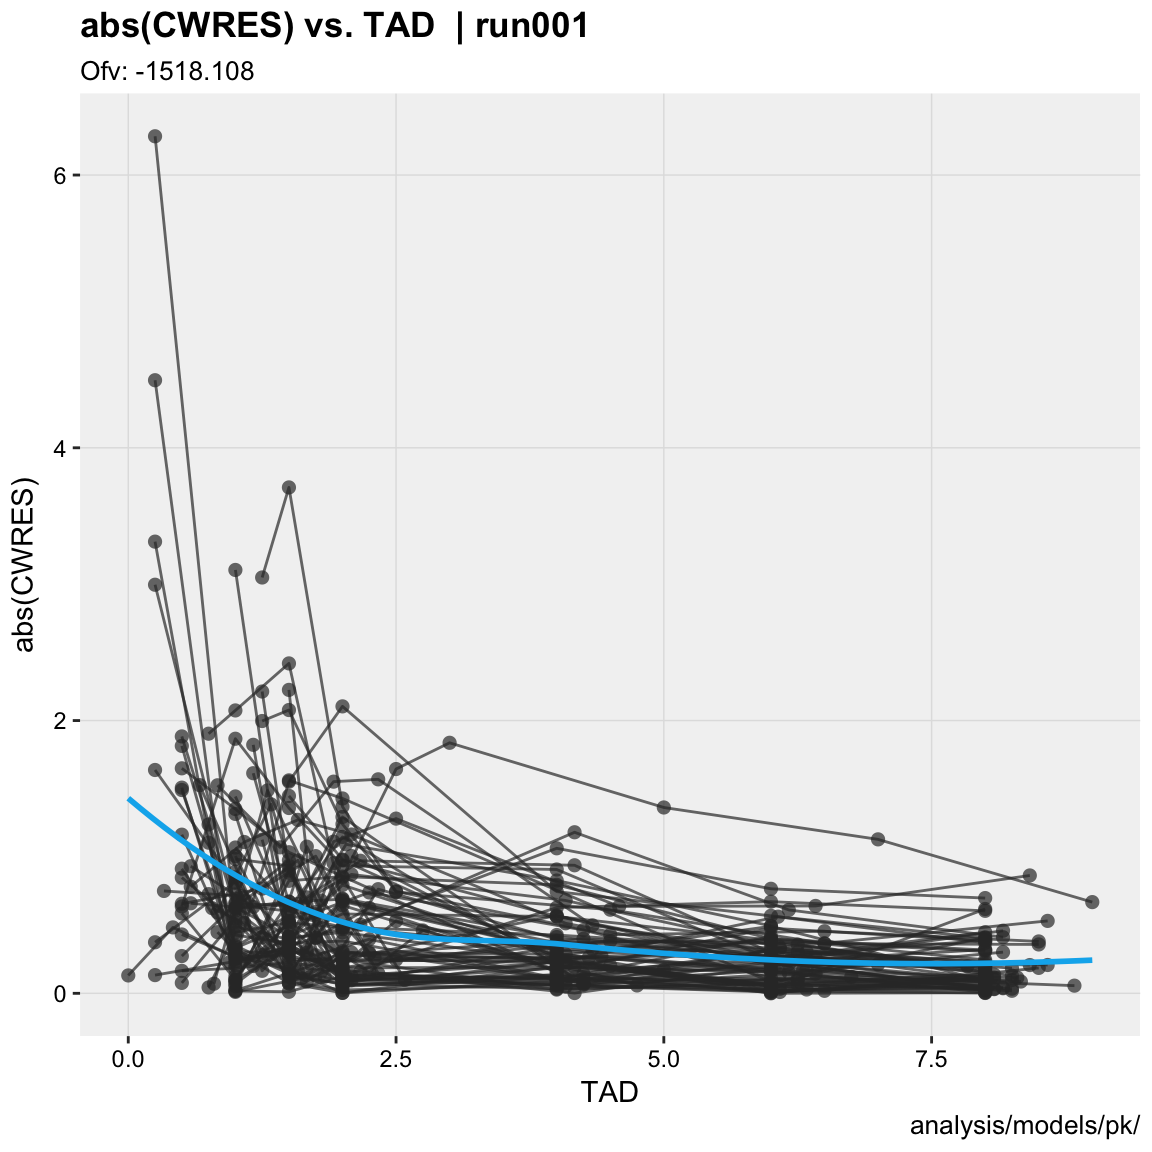 abs(CWRES) vs. TAD  | run001
Ofv: -1518.108
abs(CWRES)
6
4
2
0
0.0 2.5 5.0 7.5
TAD
analysis/models/pk/